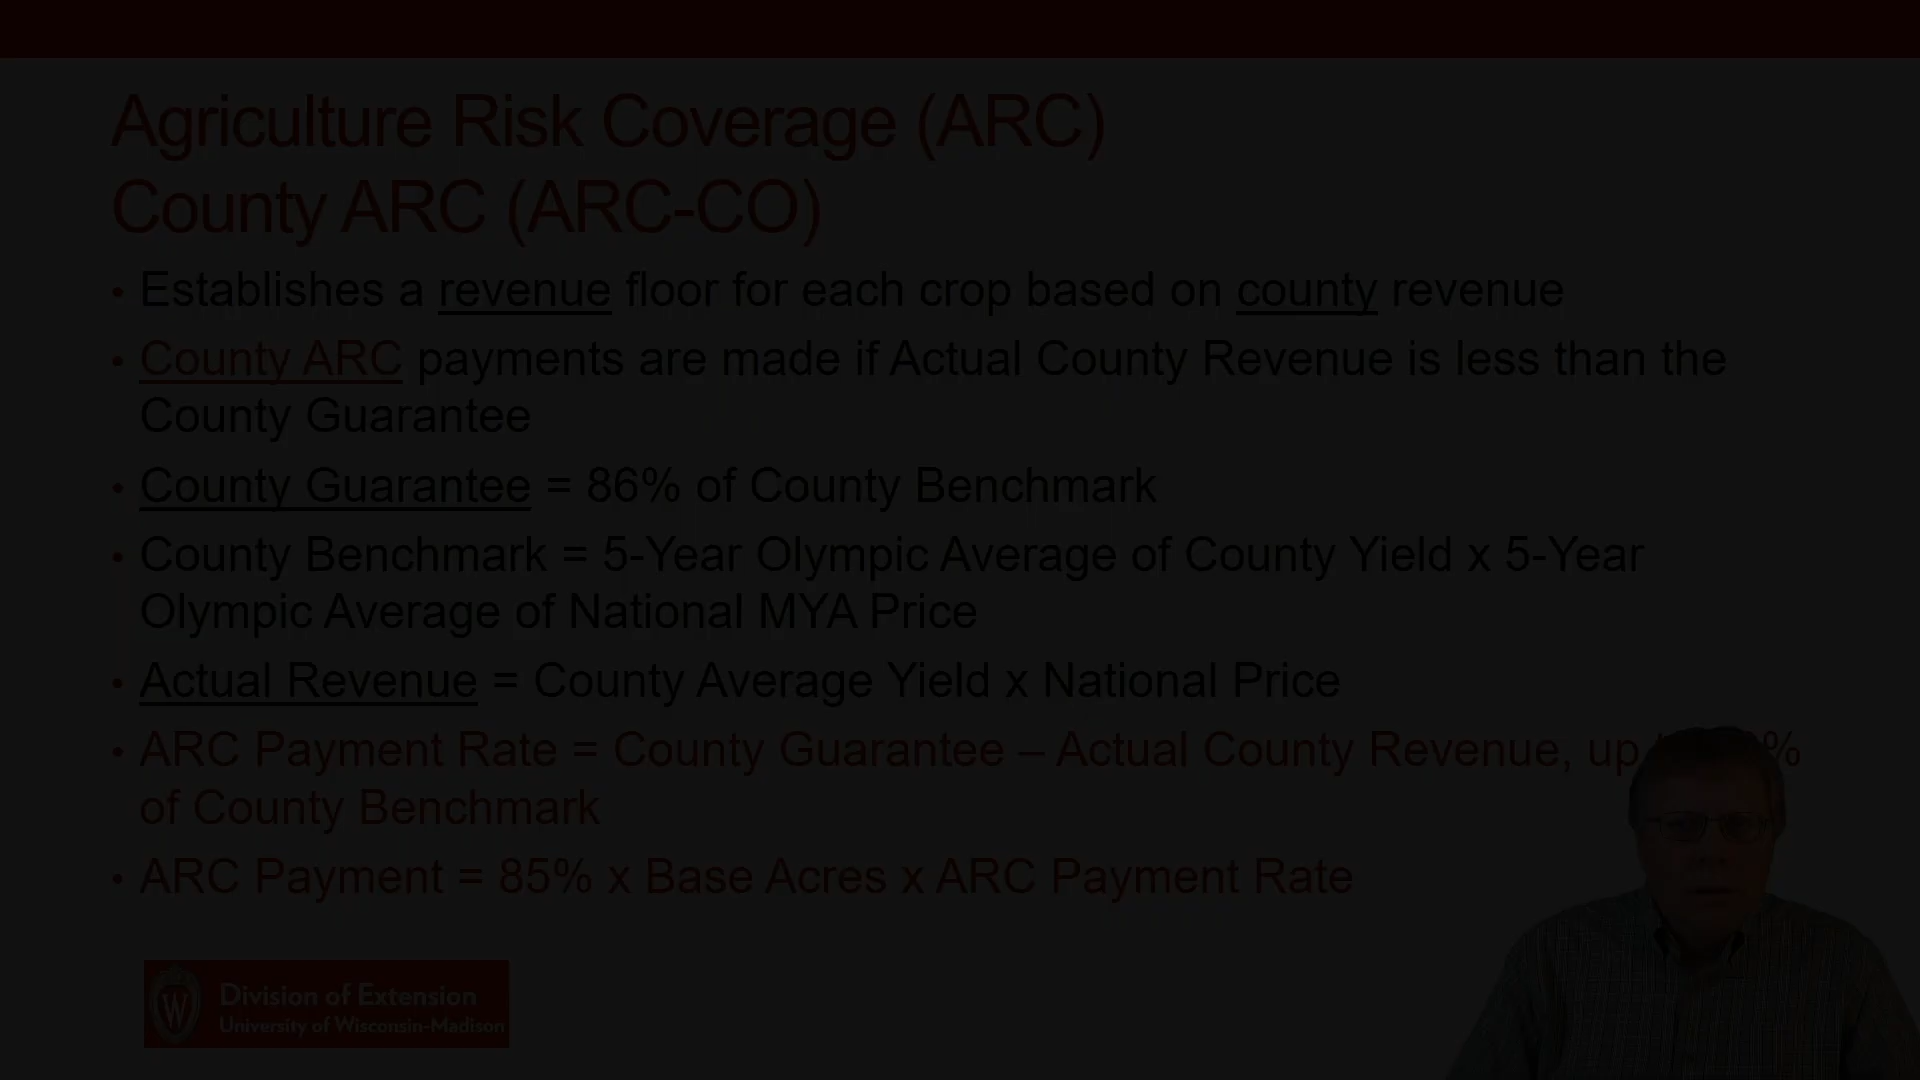 Agriculture Risk Coverage (ARC)
County ARC (ARC-CO)
• Establishes a revenue floor for each crop based on county revenue
• County ARC payments are made if Actual County Revenue is less than the
County Guarantee
• County Guarantee = 86% of County Benchmark
• County Benchmark = 5-Year Olympic Average of County Yield x 5-Year
Olympic Average of National MYA Price
• Actual Revenue = County Average Yield x National Price
• ARC Payment Rate = County Guarantee – Actual County Revenue, up
of County Benchmark
• ARC Payment = 85% x Base Acres x ARC Payment Rate
W
Division of Extension
University of Wisconsin-Madison